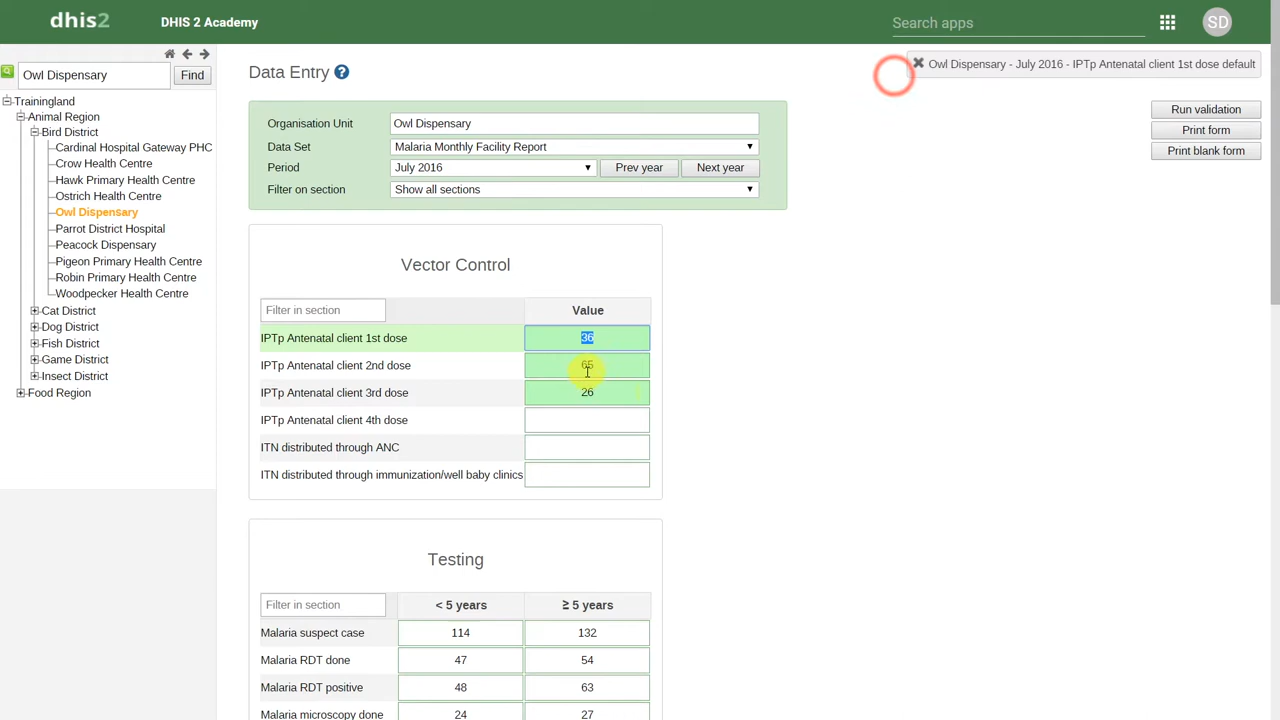 dhis2
DHIS 2 Academy
Search apps
SD
Owl Dispensary
Find
Trainingland
Animal Region
Bird District
Cardinal Hospital Gateway PHC
Crow Health Centre
Hawk Primary Health Centre
Ostrich Health Centre
Owl Dispensary
Parrot District Hospital
Peacock Dispensary
Pigeon Primary Health Centre
Robin Primary Health Centre
Woodpecker Health Centre
Cat District
Dog District
Fish District
Game District
Insect District
Food Region
Data Entry ?
Owl Dispensary - July 2016 - IPTp Antenatal client 1st dose default
Run validation
Print form
Print blank form
Organisation Unit Owl Dispensary
Data Set Malaria Monthly Facility Report
Period July 2016 Prev year Next year
Filter on section Show all sections
Vector Control
Filter in section Value
IPTp Antenatal client 1st dose 36
IPTp Antenatal client 2nd dose 65
IPTp Antenatal client 3rd dose 26
IPTp Antenatal client 4th dose
ITN distributed through ANC
ITN distributed through immunization/well baby clinics
Testing
Filter in section < 5 years ≥ 5 years
Malaria suspect case 114 132
Malaria RDT done 47 54
Malaria RDT positive 48 63
Malaria microscopy done 24 27